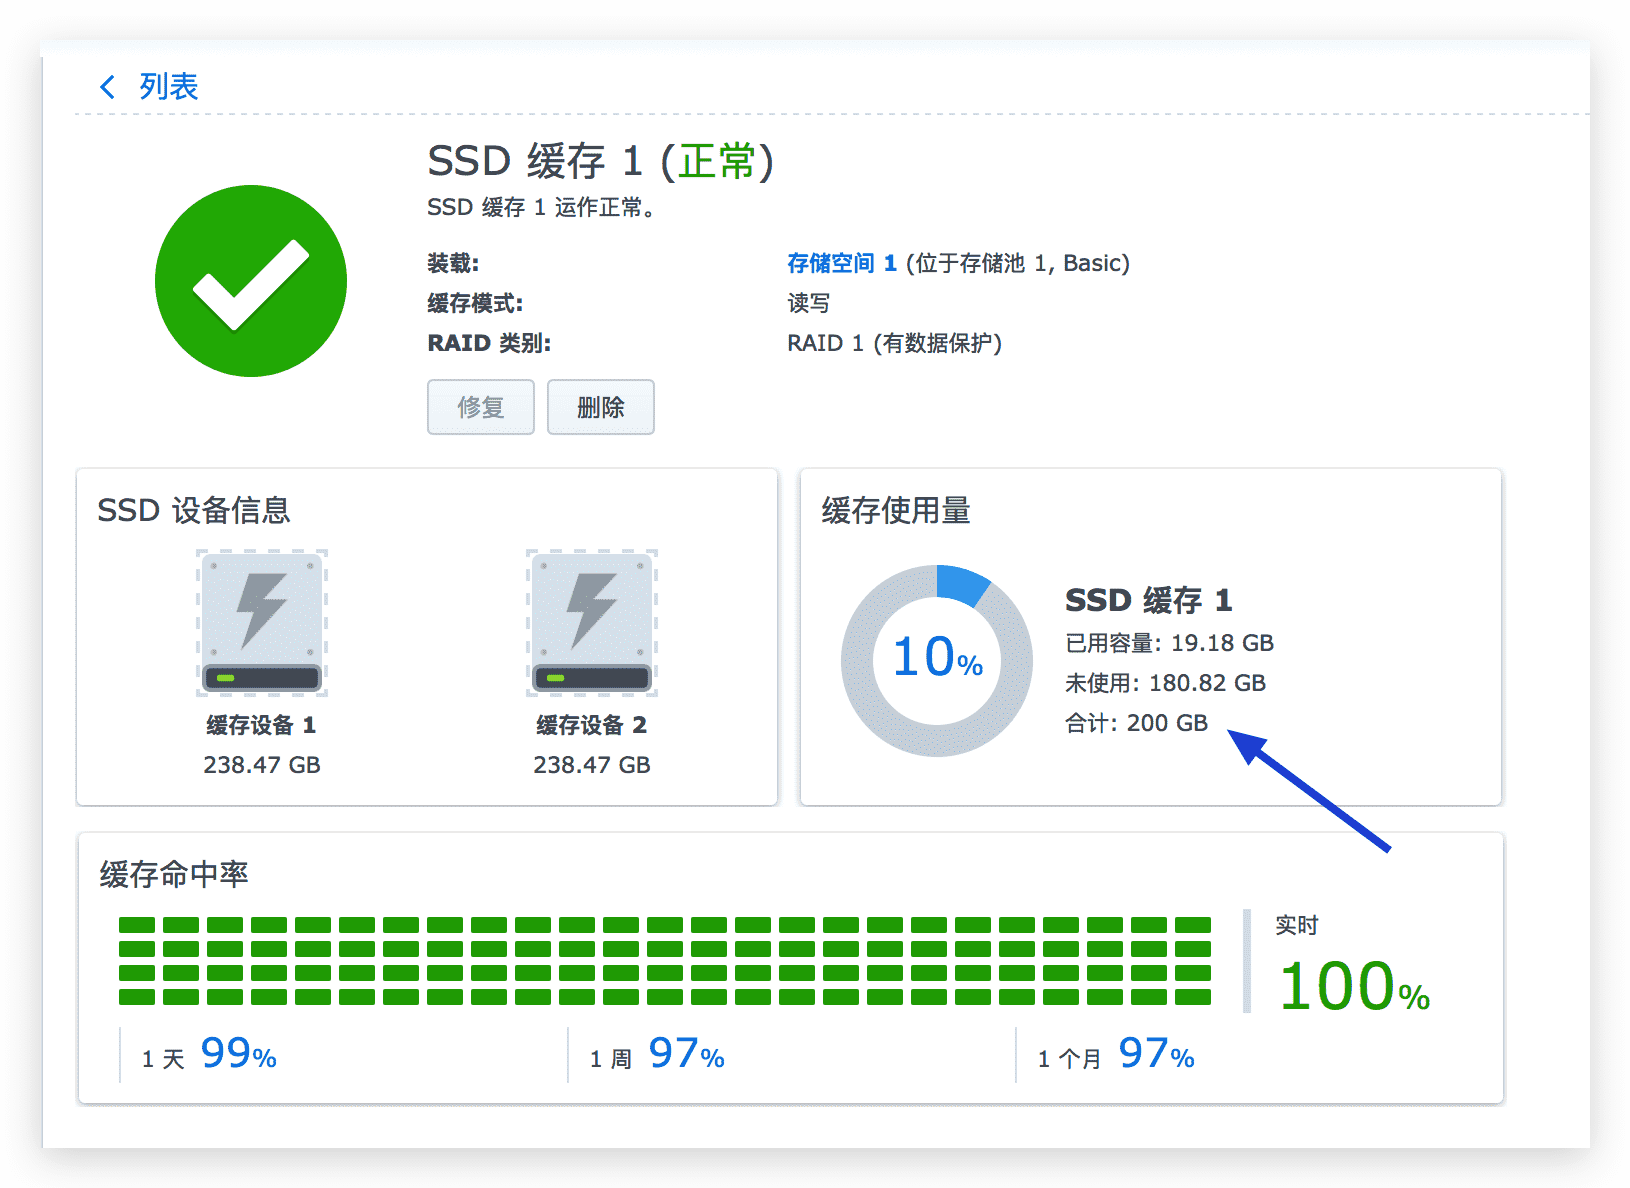 列表
SSD 缓存 1 (正常)
SSD 缓存 1 运作正常。
装载: 存储空间 1 (位于存储池 1, Basic)
缓存模式: 读写
RAID 类别: RAID 1 (有数据保护)
修复 删除
SSD 设备信息
缓存设备 1
238.47 GB
缓存设备 2
238.47 GB
缓存使用量
10%
SSD 缓存 1
已用容量: 19.18 GB
未使用: 180.82 GB
合计: 200 GB
缓存命中率
实时
100%
1 天 99%
1 周 97%
1 个月 97%